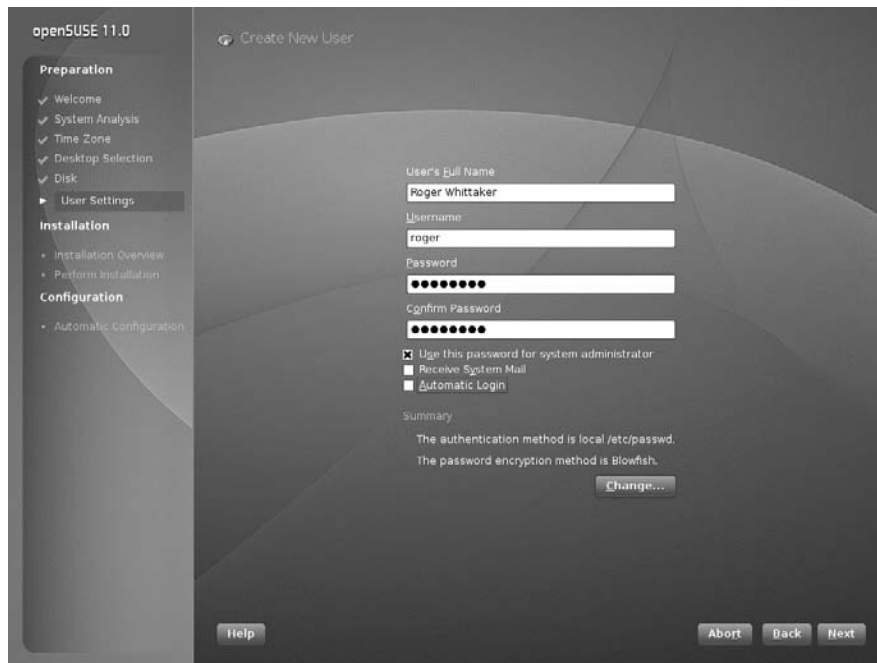 openSUSE 11.0
Preparation
Welcome
System Analysis
Time Zone
Desktop Selection
Disk
User Settings
Installation
Installation Overview
Perform Installation
Configuration
Automatic Configuration
Create New User
User's Full Name
Roger Whittaker
Username
roger
Password
●●●●●●●●
Confirm Password
●●●●●●●●
Use this password for system administrator
Receive System Mail
Automatic Login
Summary
The authentication method is local /etc/passwd.
The password encryption method is Blowfish.
Change...
Help
Abort
Back
Next